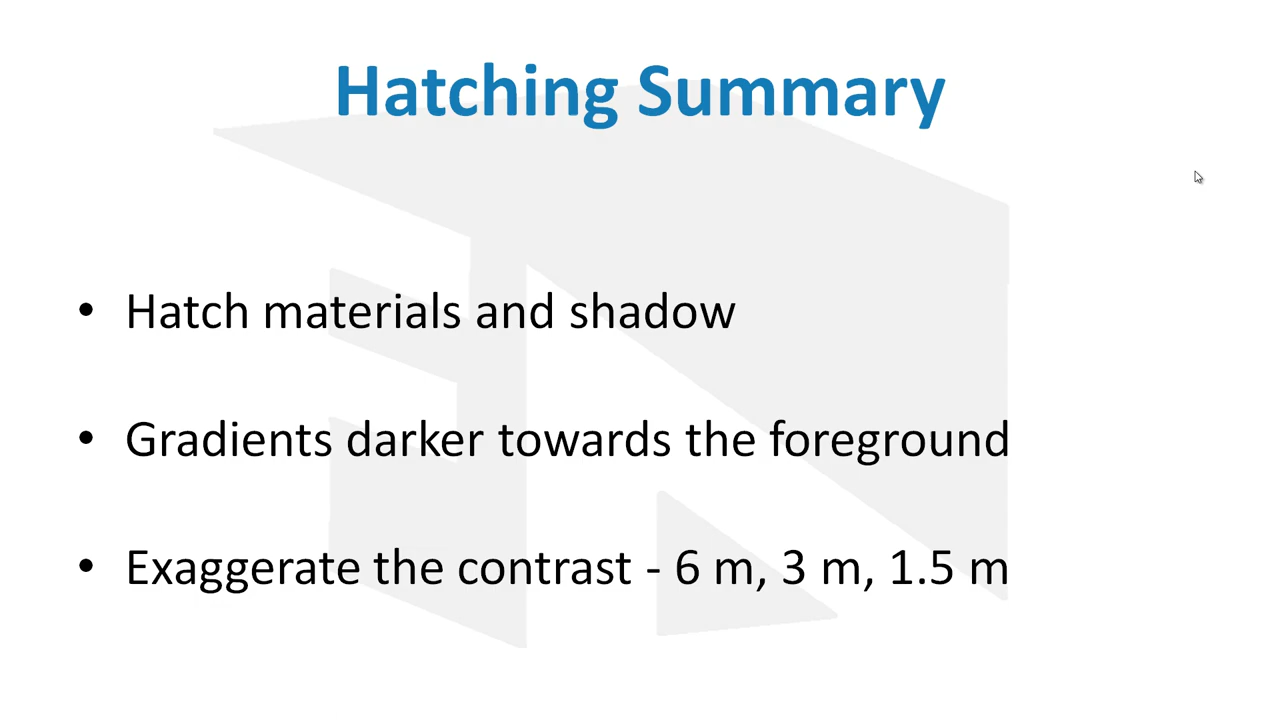 Hatching Summary
• Hatch materials and shadow
• Gradients darker towards the foreground
• Exaggerate the contrast - 6 m, 3 m, 1.5 m